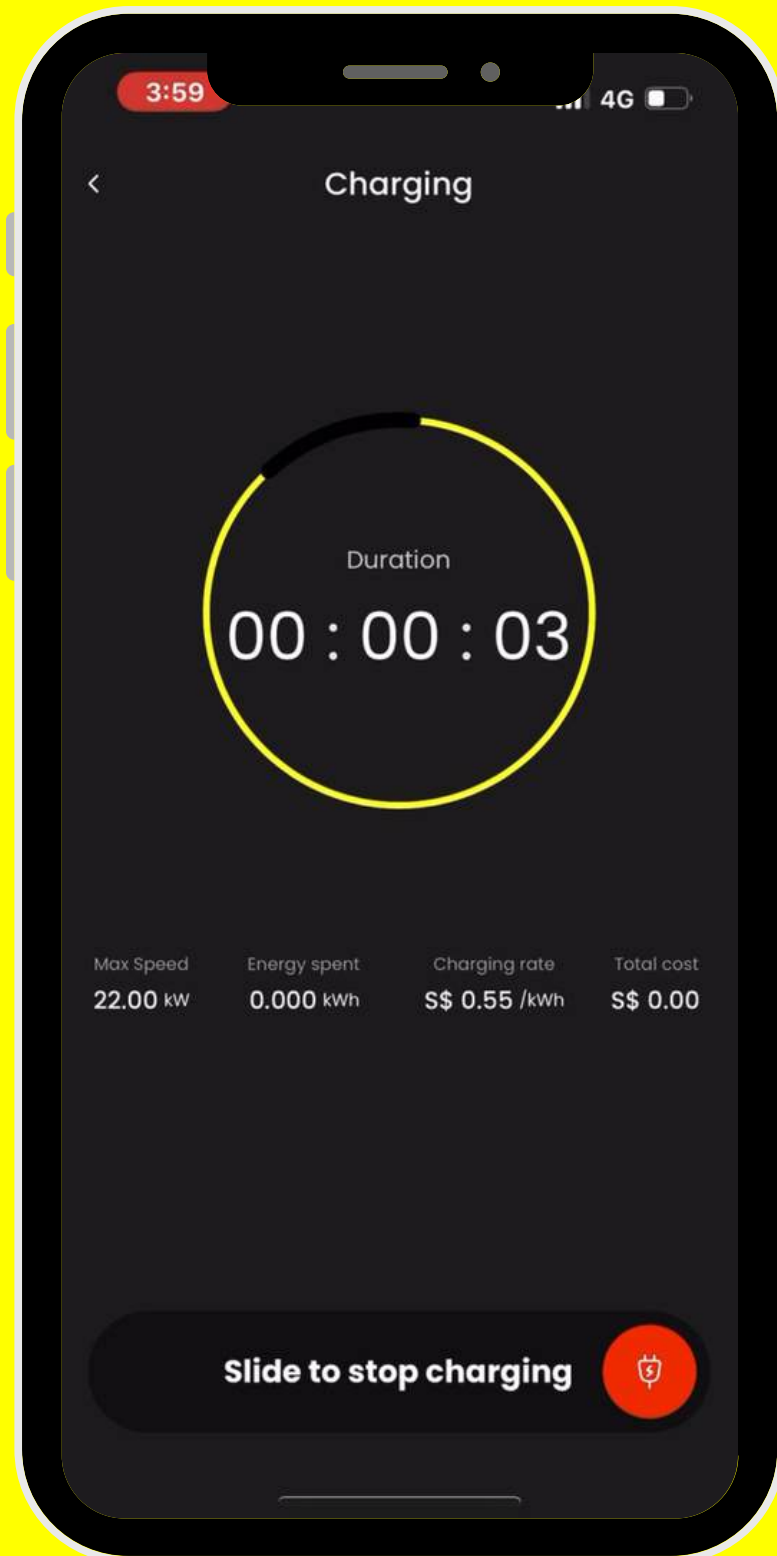 3:59 4G
Charging
Duration
00 : 00 : 03
Max Speed Energy spent Charging rate Total cost
22.00 kW 0.000 kWh S$ 0.55 /kWh S$ 0.00
Slide to stop charging